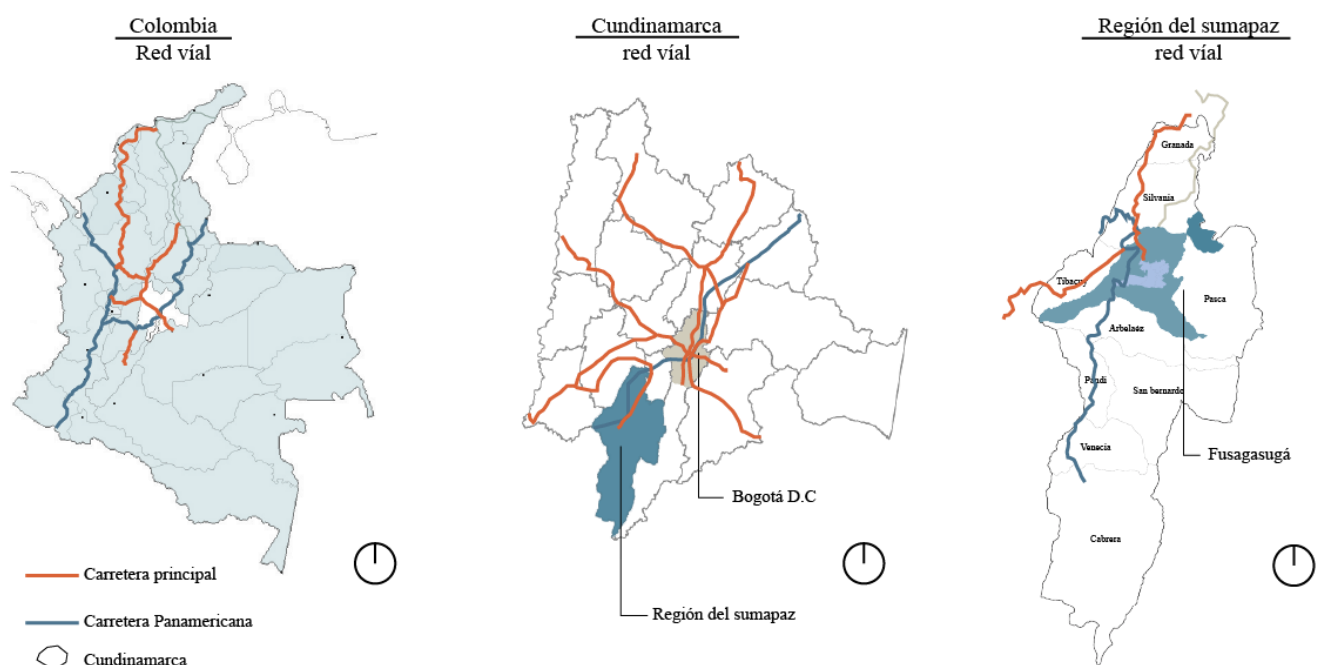 Colombia
Red víal
Cundinamarca
red víal
Región del sumapaz
red víal
Granada
Silvania
Tibacuy
Pasca
Arbelaéz
Pandi
San bernardo
Venecia
Fusagasugá
Cabrera
Bogotá D.C
Región del sumapaz
Carretera principal
Carretera Panamericana
Cundinamarca